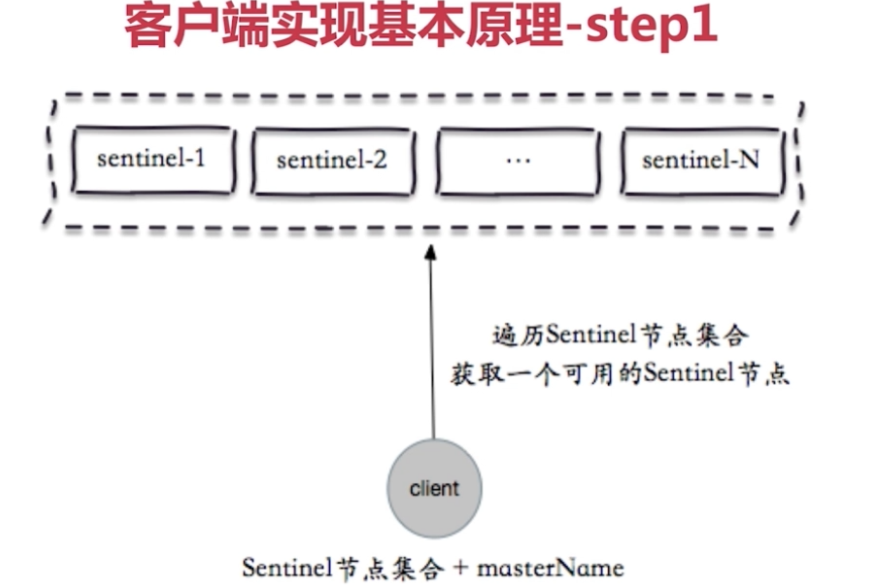 客户端实现基本原理-step1
sentinel-1
sentinel-2
...
sentinel-N
遍历Sentinel节点集合
获取一个可用的Sentinel节点
client
Sentinel节点集合 + masterName